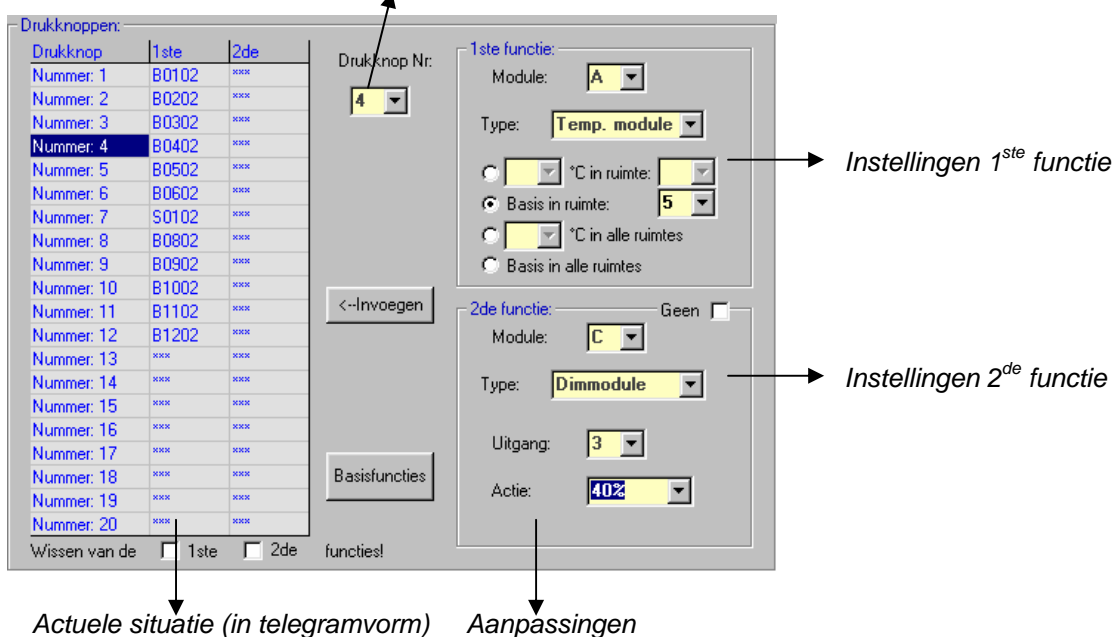 Drukknoppen:
Drukknop 1ste 2de
Nummer: 1 B0102 ***
Nummer: 2 B0202 ***
Nummer: 3 B0302 ***
Nummer: 4 B0402 ***
Nummer: 5 B0502 ***
Nummer: 6 B0602 ***
Nummer: 7 S0102 ***
Nummer: 8 B0802 ***
Nummer: 9 B0902 ***
Nummer: 10 B1002 ***
Nummer: 11 B1102 ***
Nummer: 12 B1202 ***
Nummer: 13 *** ***
Nummer: 14 *** ***
Nummer: 15 *** ***
Nummer: 16 *** ***
Nummer: 17 *** ***
Nummer: 18 *** ***
Nummer: 19 *** ***
Nummer: 20 *** ***
Wissen van de 1ste 2de functies!
Drukknop Nr:
4
<--Invoegen
Basisfuncties
1ste functie:
Module: A
Type: Temp. module
°C in ruimte:
Basis in ruimte: 5
°C in alle ruimtes
Basis in alle ruimtes
2de functie: Geen
Module: C
Type: Dimmodule
Uitgang: 3
Actie: 40%
Instellingen 1ste functie
Instellingen 2de functie
Actuele situatie (in telegramvorm)
Aanpassingen